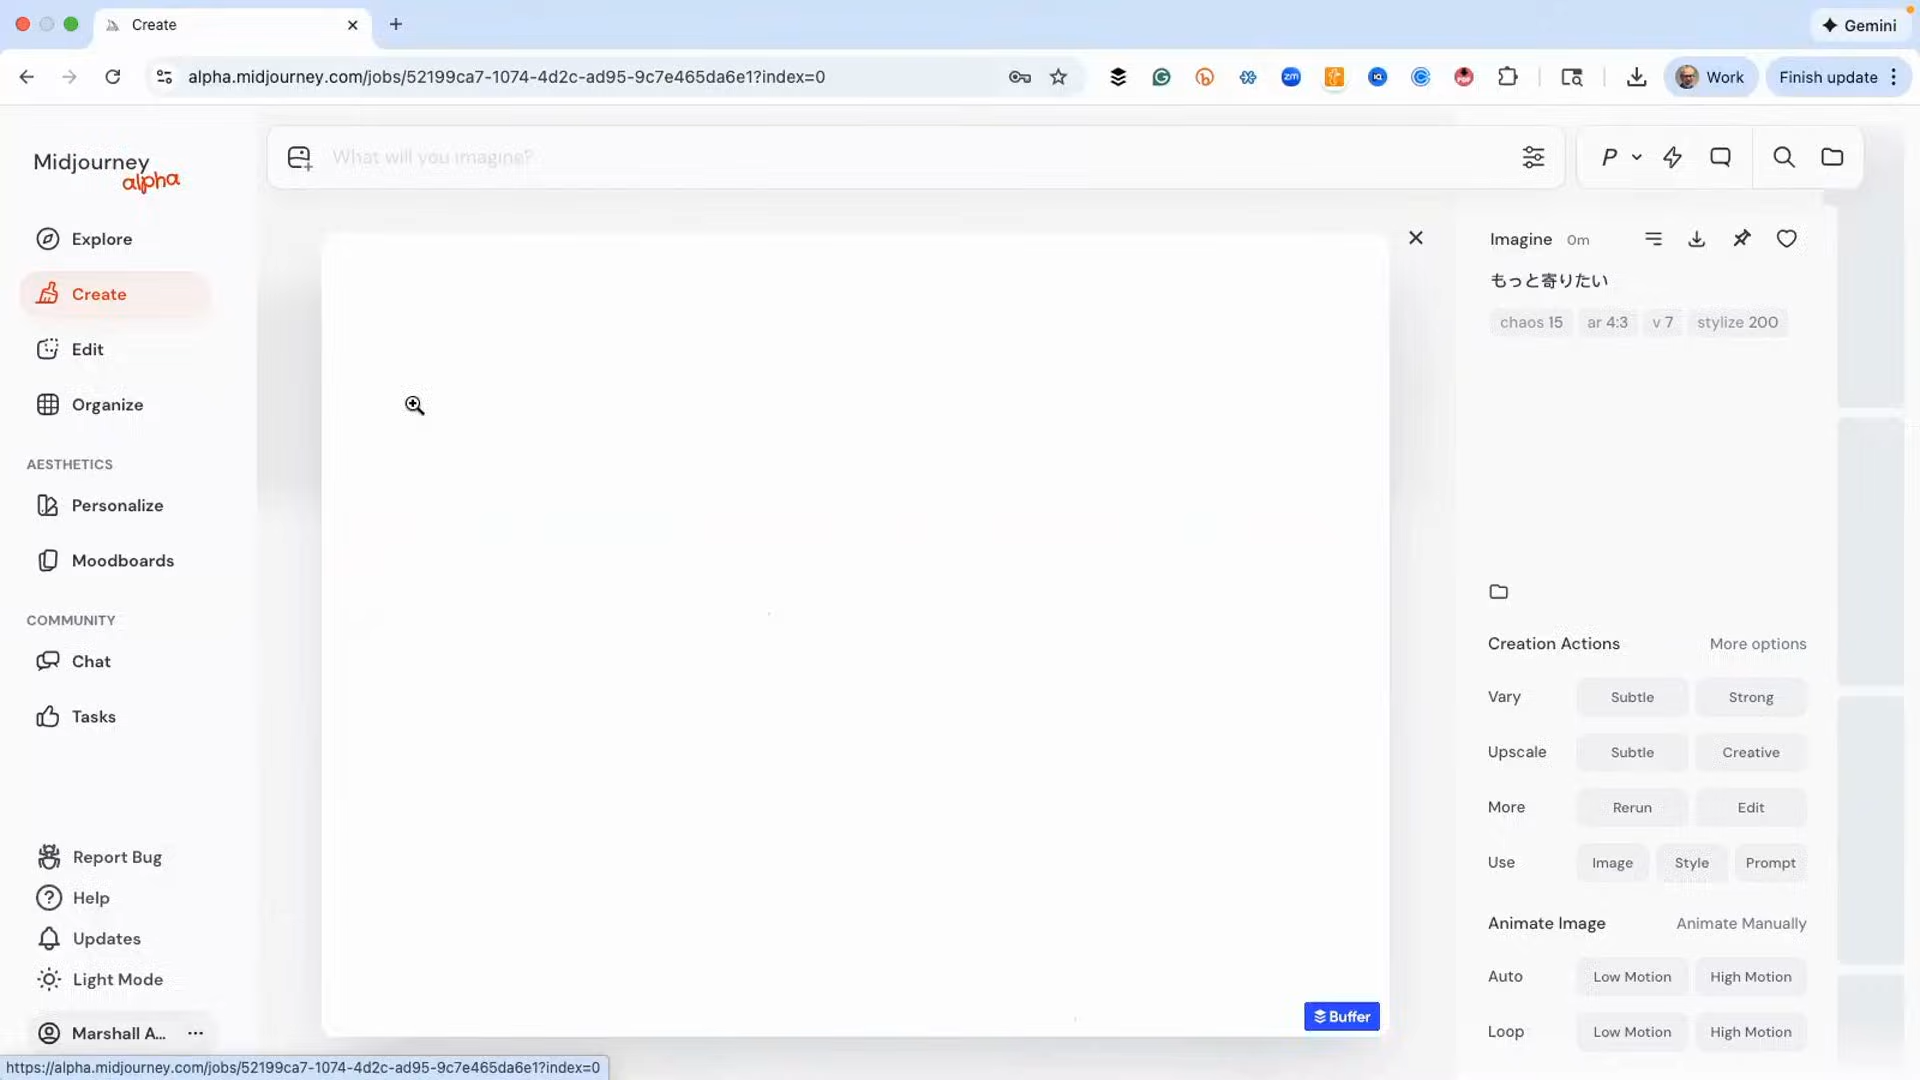 Create
Gemini
alpha.midjourney.com/jobs/52199ca7-1074-4d2c-ad95-9c7e465da6e1?index=0
Work
Finish update
Midjourney
alpha
What will you imagine?
P
Explore
Create
Edit
Organize
AESTHETICS
Personalize
Moodboards
COMMUNITY
Chat
Tasks
Report Bug
Help
Updates
Light Mode
Marshall A...
Imagine 0m
もっと寄りたい
chaos 15 ar 4:3 v 7 stylize 200
Creation Actions More options
Vary Subtle Strong
Upscale Subtle Creative
More Rerun Edit
Use Image Style Prompt
Animate Image Animate Manually
Auto Low Motion High Motion
Loop Low Motion High Motion
Buffer
https://alpha.midjourney.com/jobs/52199ca7-1074-4d2c-ad95-9c7e465da6e1?index=0